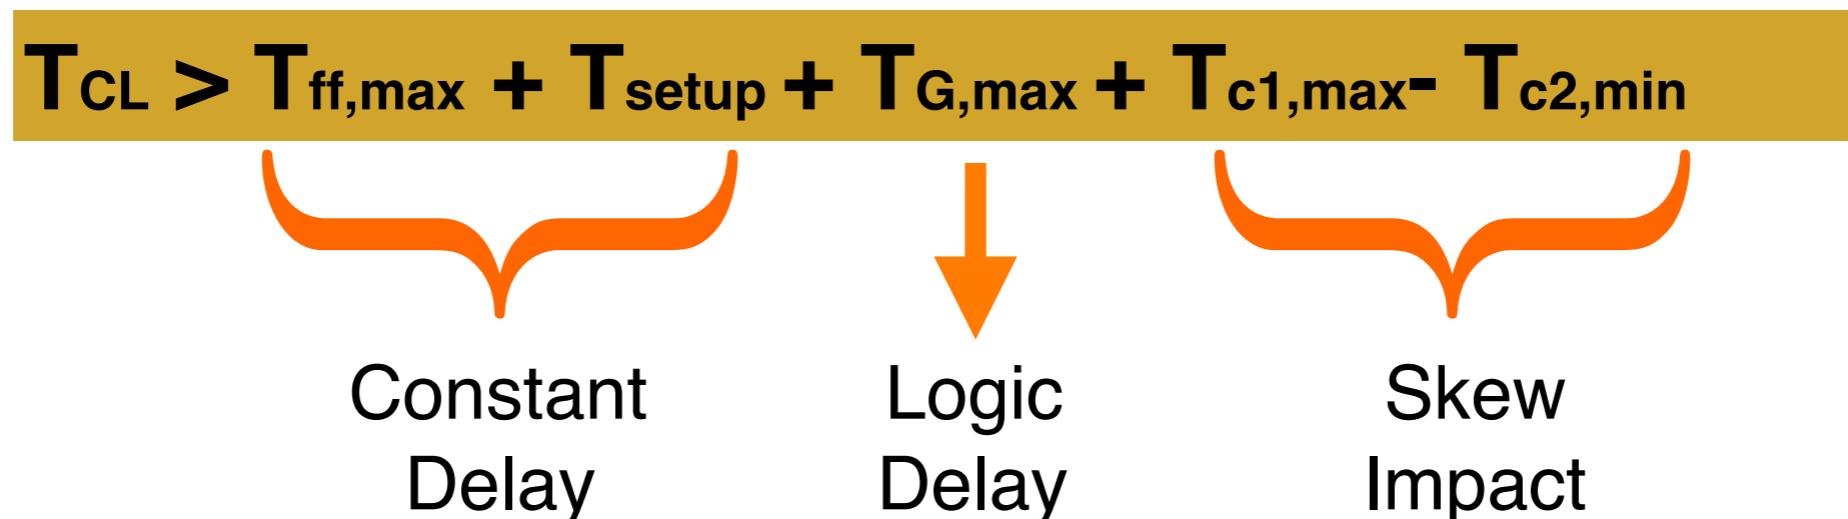 TCL > Tff,max + Tsetup + TG,max + Tc1,max- Tc2,min
Constant Logic Skew
Delay Delay Impact